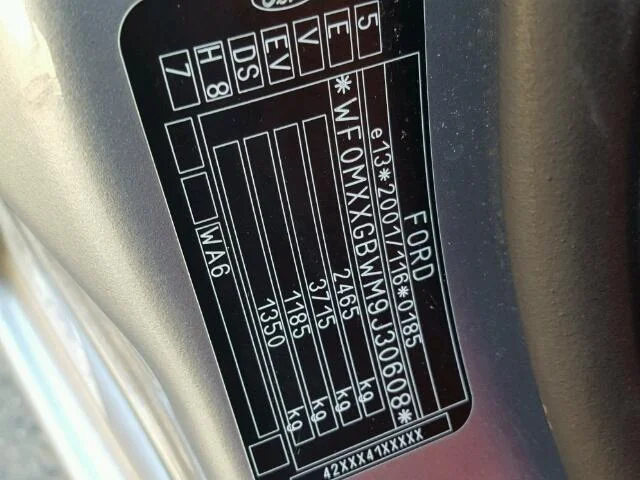 FORD
e13*2001/116*0185
*WF0MXXGBWM9J30608*
2465 kg
3715 kg
1185 kg
1350 kg
WA6
5
E
V
EV
DS
H 8
7
42XXX41XXXXX